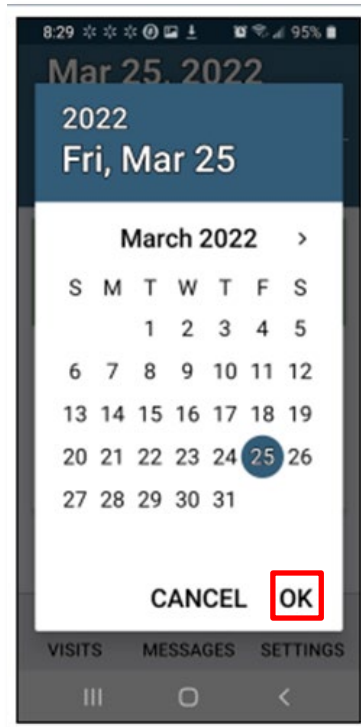 8:29 95%
Mar 25, 2022
2022
Fri, Mar 25
March 2022 >
S M T W T F S
1 2 3 4 5
6 7 8 9 10 11 12
13 14 15 16 17 18 19
20 21 22 23 24 25 26
27 28 29 30 31
CANCEL OK
VISITS MESSAGES SETTINGS